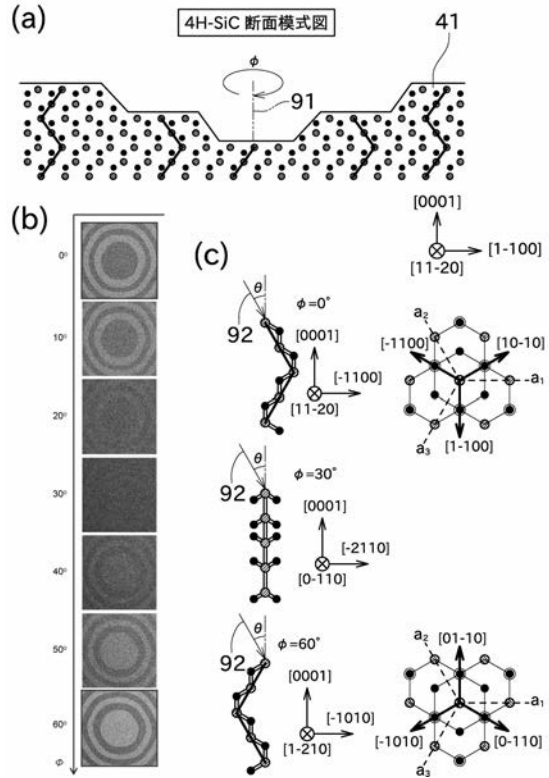 (a)
4H-SiC 断面模式図
φ
91
41
(b)
0°
10°
20°
30°
40°
50°
60°
φ
[0001]
[1-100]
[11-20]
(c)
θ
φ=0°
92
[0001]
[-1100]
[11-20]
a2
[-1100]
[10-10]
a1
[1-100]
a3
θ
φ=30°
92
[0001]
[-2110]
[0-110]
θ
φ=60°
92
[0001]
[-1010]
[1-210]
[01-10]
a2
a1
[-1010]
[0-110]
a3